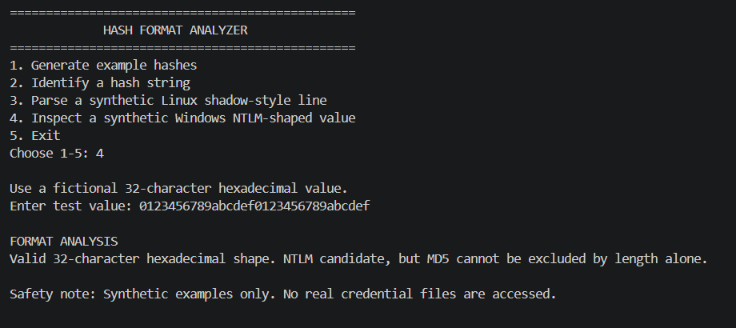 ================================================
HASH FORMAT ANALYZER
================================================
1. Generate example hashes
2. Identify a hash string
3. Parse a synthetic Linux shadow-style line
4. Inspect a synthetic Windows NTLM-shaped value
5. Exit
Choose 1-5: 4
Use a fictional 32-character hexadecimal value.
Enter test value: 0123456789abcdef0123456789abcdef
FORMAT ANALYSIS
Valid 32-character hexadecimal shape. NTLM candidate, but MD5 cannot be excluded by length alone.
Safety note: Synthetic examples only. No real credential files are accessed.